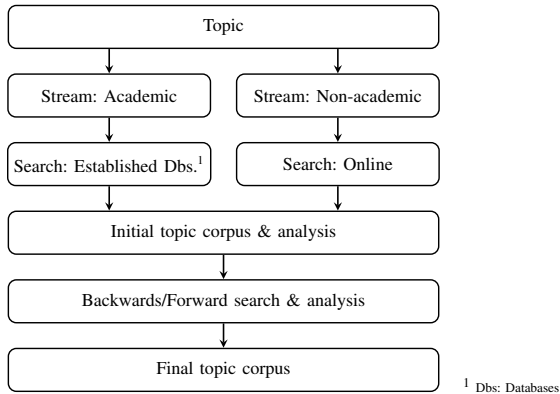 Topic
Stream: Academic
Stream: Non-academic
Search: Established Dbs.¹
Search: Online
Initial topic corpus & analysis
Backwards/Forward search & analysis
Final topic corpus
¹ Dbs: Databases